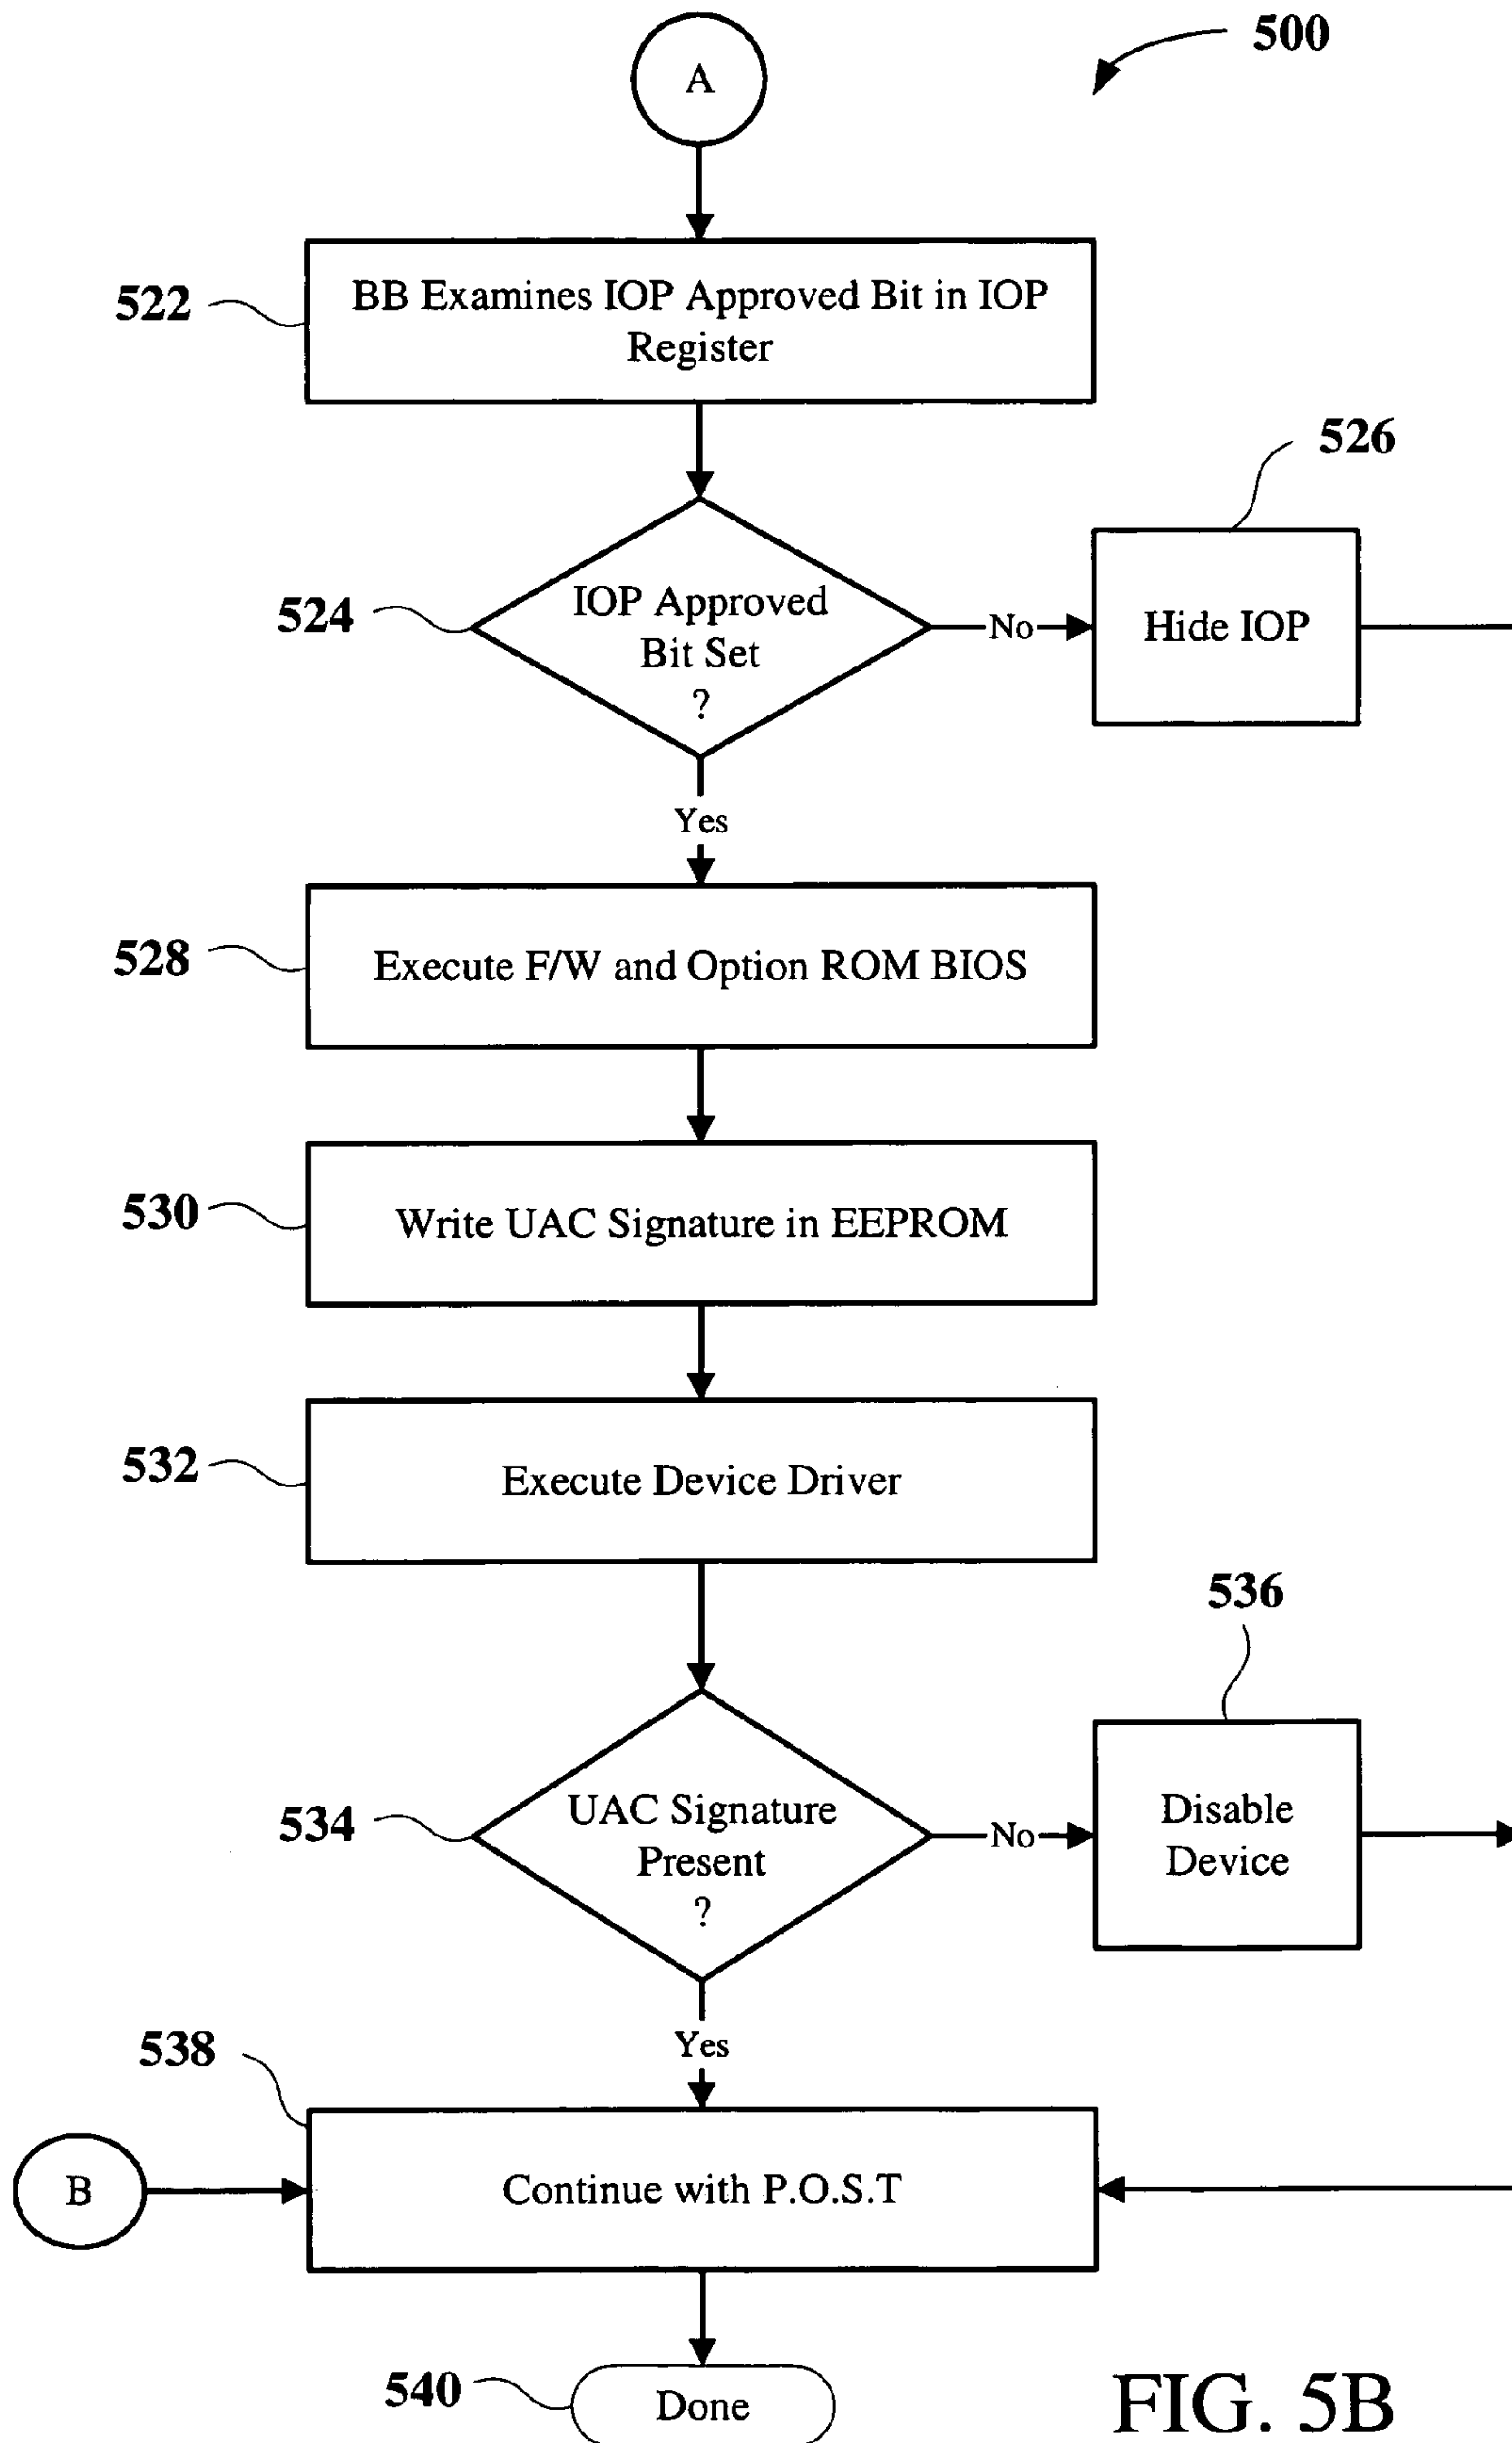 500
A
522
BB Examines IOP Approved Bit in IOP
Register
526
524
IOP Approved
Bit Set
?
No
Hide IOP
Yes
528
Execute F/W and Option ROM BIOS
530
Write UAC Signature in EEPROM
532
Execute Device Driver
536
534
UAC Signature
Present
?
No
Disable
Device
Yes
538
B
Continue with P.O.S.T
540
Done
FIG. 5B